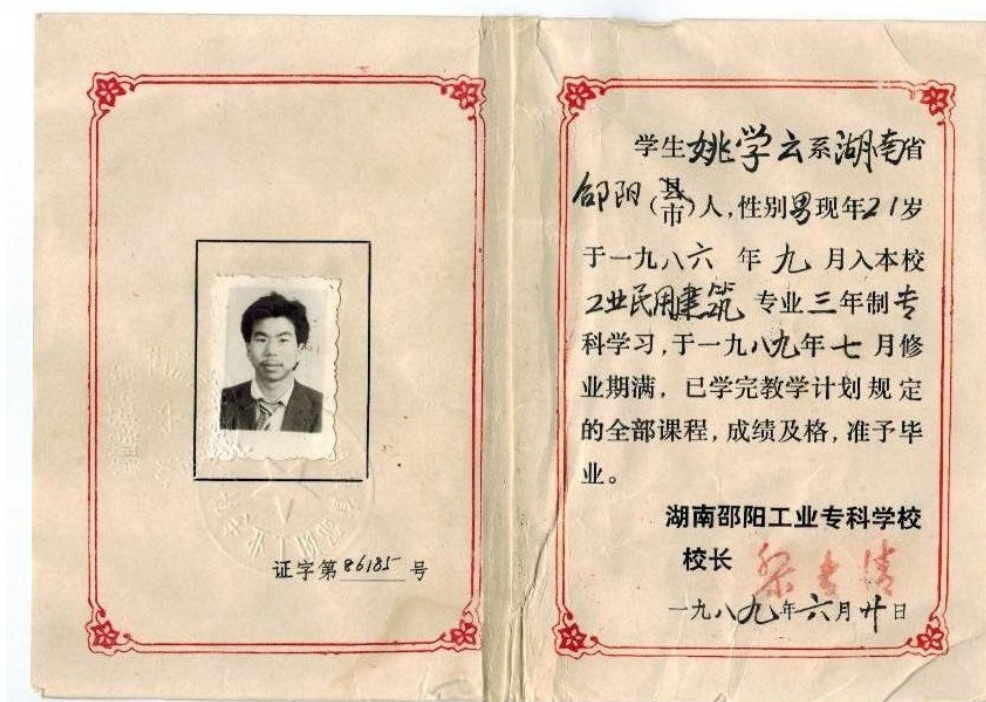 证字第86185号
学生姚学云系湖南省
邵阳(县市)人,性别男现年21岁
于一九八六年九月入本校
工业民用建筑专业三年制专
科学习,于一九八九年七月修
业期满,已学完教学计划规定
的全部课程,成绩及格,准予毕
业。
湖南邵阳工业专科学校
校长
一九八九年六月廿日